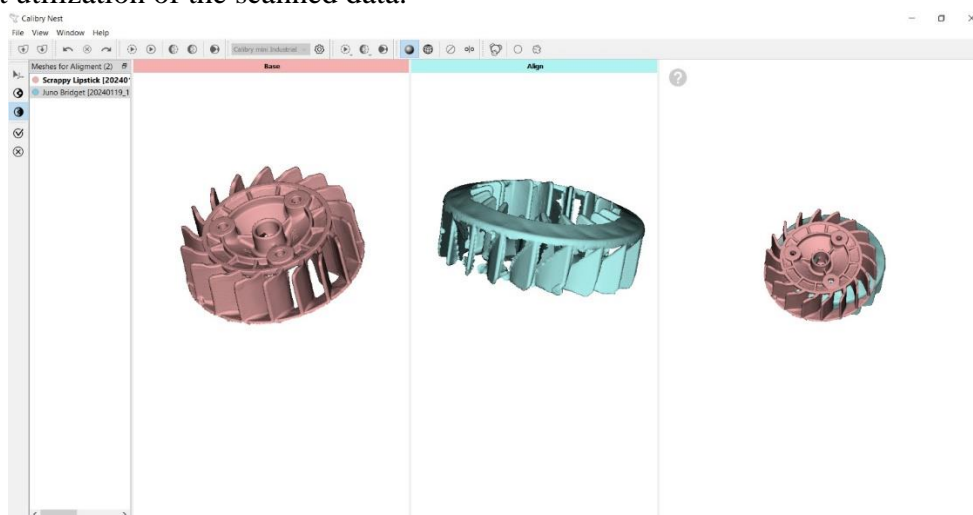 t utilization of the scanned data.
Calibry Nest
File View Window Help
Calibry mini Industrial
Meshes for Aligment (2)
Base
Align
Scrappy Lipstick [20240
Juno Bridget [20240119_1
?